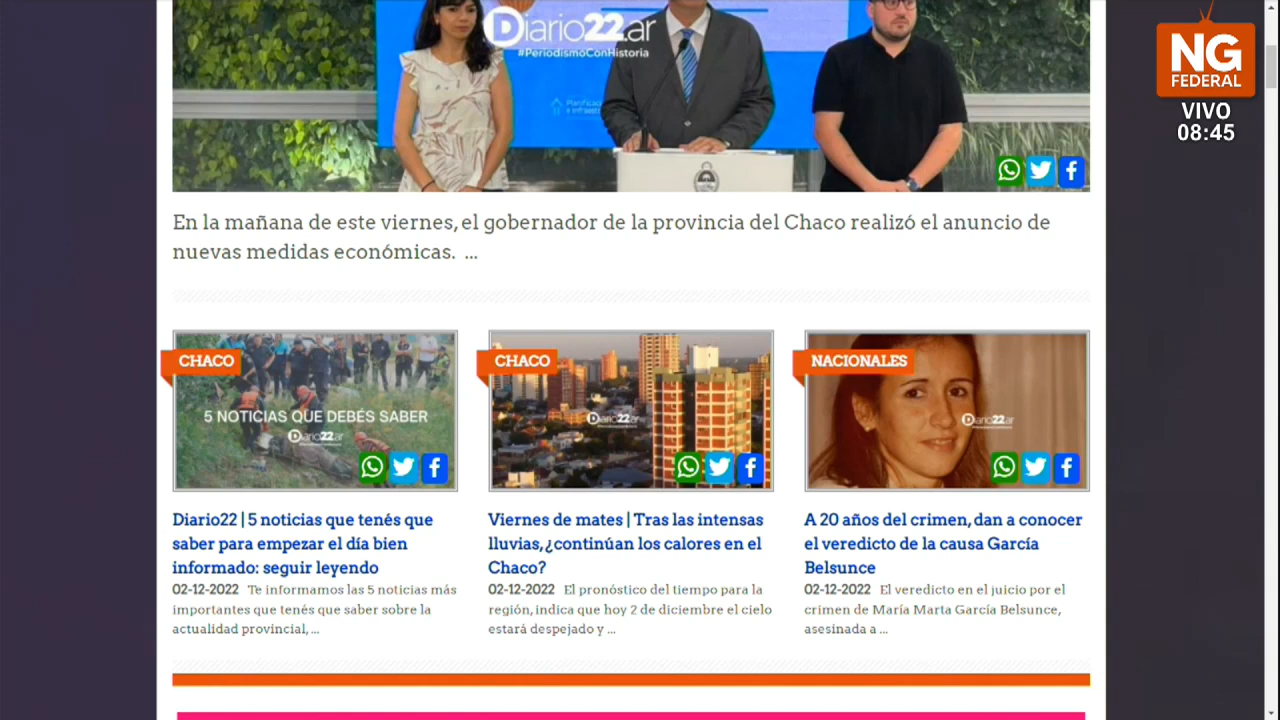 Diario22.ar
#PeriodismoConHistoria
NG
FEDERAL
VIVO
08:45
En la mañana de este viernes, el gobernador de la provincia del Chaco realizó el anuncio de
nuevas medidas económicas. ...
CHACO
5 NOTICIAS QUE DEBÉS SABER
Diario22.ar
CHACO
Diario22.ar
NACIONALES
Diario22.ar
Diario22 | 5 noticias que tenés que
saber para empezar el día bien
informado: seguir leyendo
02-12-2022 Te informamos las 5 noticias más
importantes que tenés que saber sobre la
actualidad provincial, ...
Viernes de mates | Tras las intensas
lluvias, ¿continúan los calores en el
Chaco?
02-12-2022 El pronóstico del tiempo para la
región, indica que hoy 2 de diciembre el cielo
estará despejado y ...
A 20 años del crimen, dan a conocer
el veredicto de la causa García
Belsunce
02-12-2022 El veredicto en el juicio por el
crimen de María Marta García Belsunce,
asesinada a ...